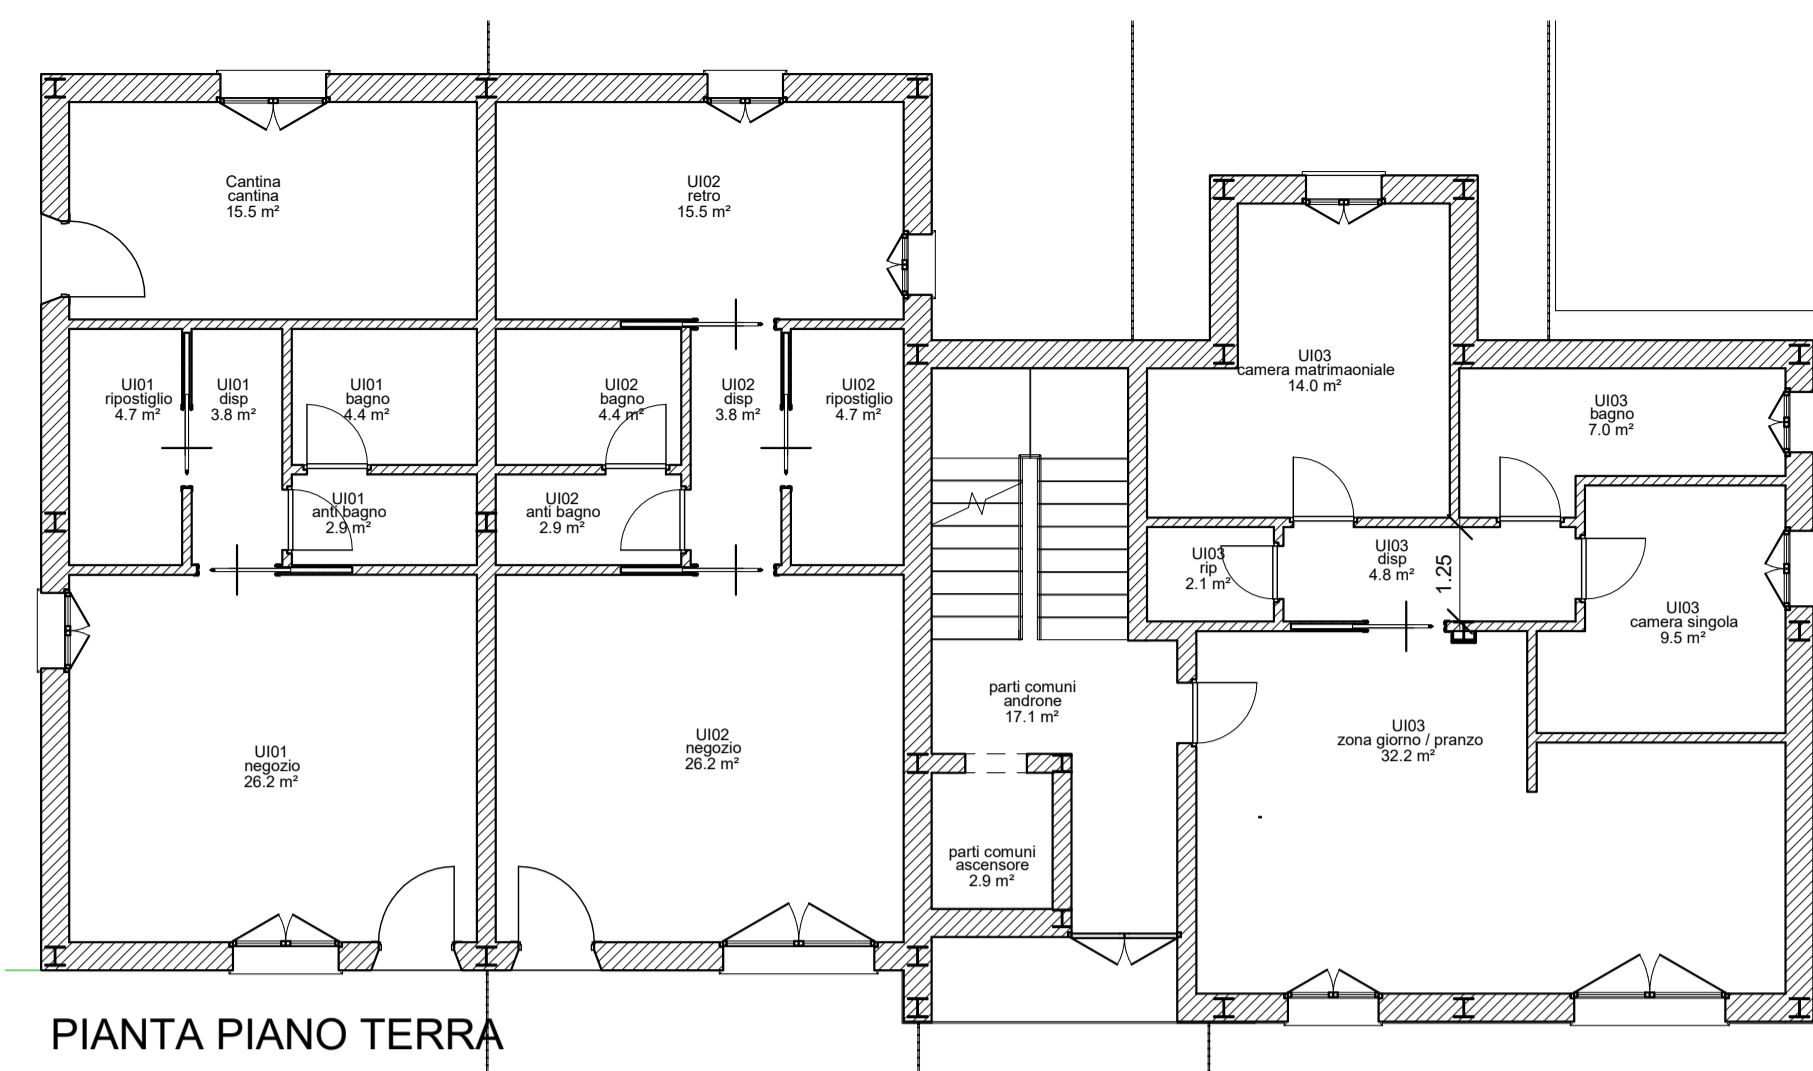 Cantina
cantina
15.5 m²
UI02
retro
15.5 m²
UI03
camera matrimaoniale
14.0 m²
UI03
bagno
7.0 m²
UI01
ripostiglio
4.7 m²
UI01
disp
3.8 m²
UI01
bagno
4.4 m²
UI02
bagno
4.4 m²
UI02
disp
3.8 m²
UI02
ripostiglio
4.7 m²
UI01
anti bagno
2.9 m²
UI02
anti bagno
2.9 m²
UI03
rip
2.1 m²
UI03
disp
4.8 m²
1.25
UI03
camera singola
9.5 m²
parti comuni
androne
17.1 m²
UI01
negozio
26.2 m²
UI02
negozio
26.2 m²
UI03
zona giorno / pranzo
32.2 m²
parti comuni
ascensore
2.9 m²
PIANTA PIANO TERRA